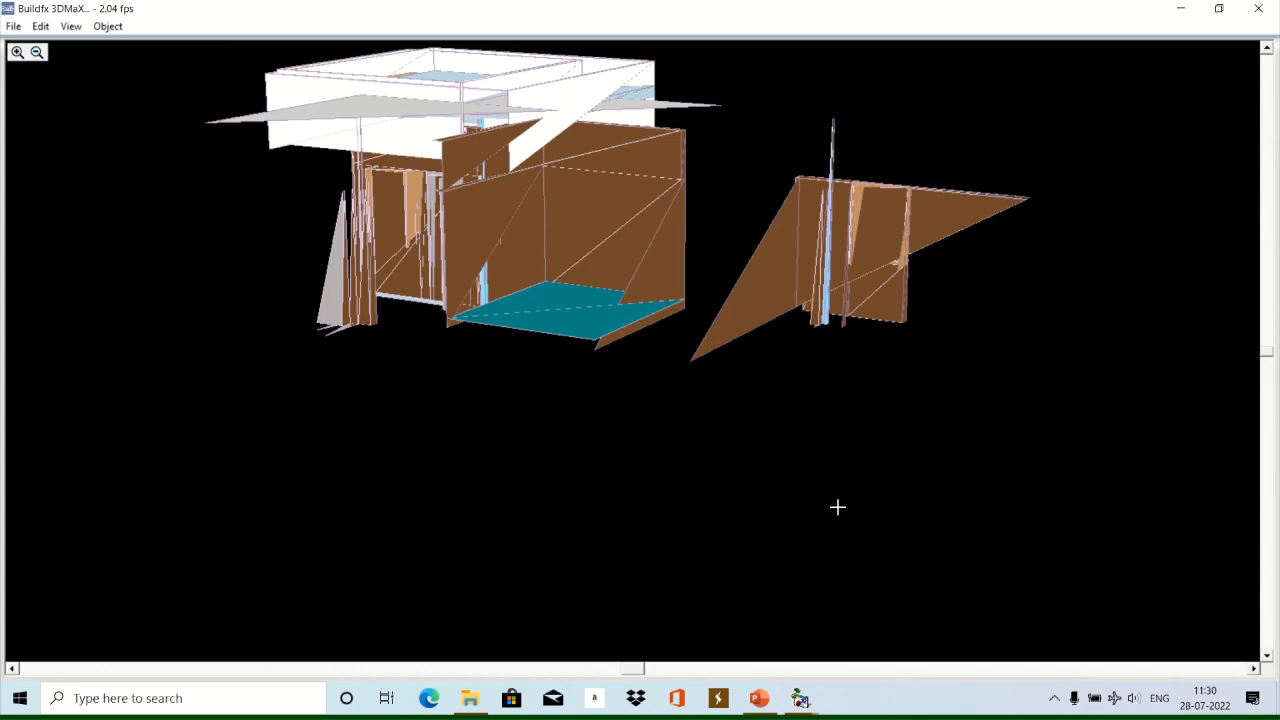 Buildfx 3DMaX... - 2.04 fps
File Edit View Object
Type here to search
a
ENG
11:30
28-07-2022